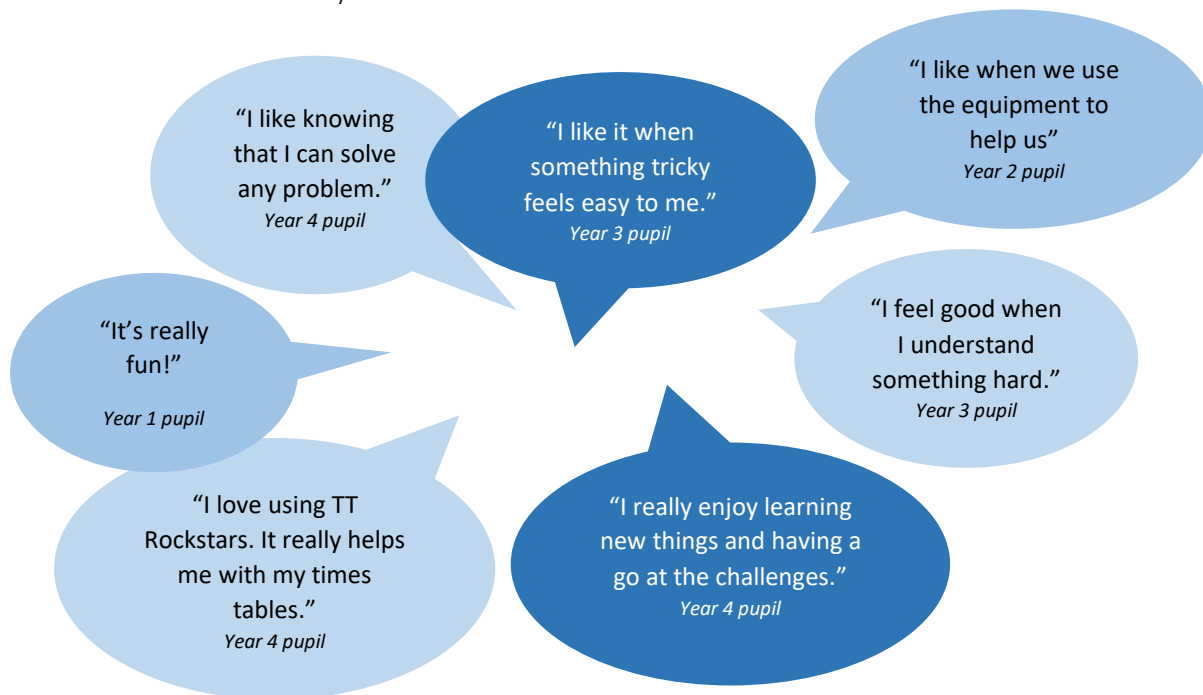 “I like knowing
that I can solve
any problem.”
Year 4 pupil
“I like it when
something tricky
feels easy to me.”
Year 3 pupil
“I like when we use
the equipment to
help us”
Year 2 pupil
“It’s really
fun!”
Year 1 pupil
“I feel good when
I understand
something hard.”
Year 3 pupil
“I love using TT
Rockstars. It really helps
me with my times
tables.”
Year 4 pupil
“I really enjoy learning
new things and having a
go at the challenges.”
Year 4 pupil